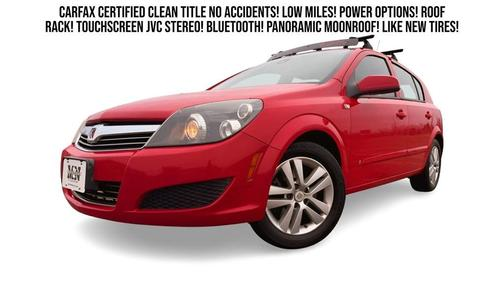 CARFAX CERTIFIED CLEAN TITLE NO ACCIDENTS! LOW MILES! POWER OPTIONS! ROOF
RACK! TOUCHSCREEN JVC STEREO! BLUETOOTH! PANORAMIC MOONROOF! LIKE NEW TIRES!